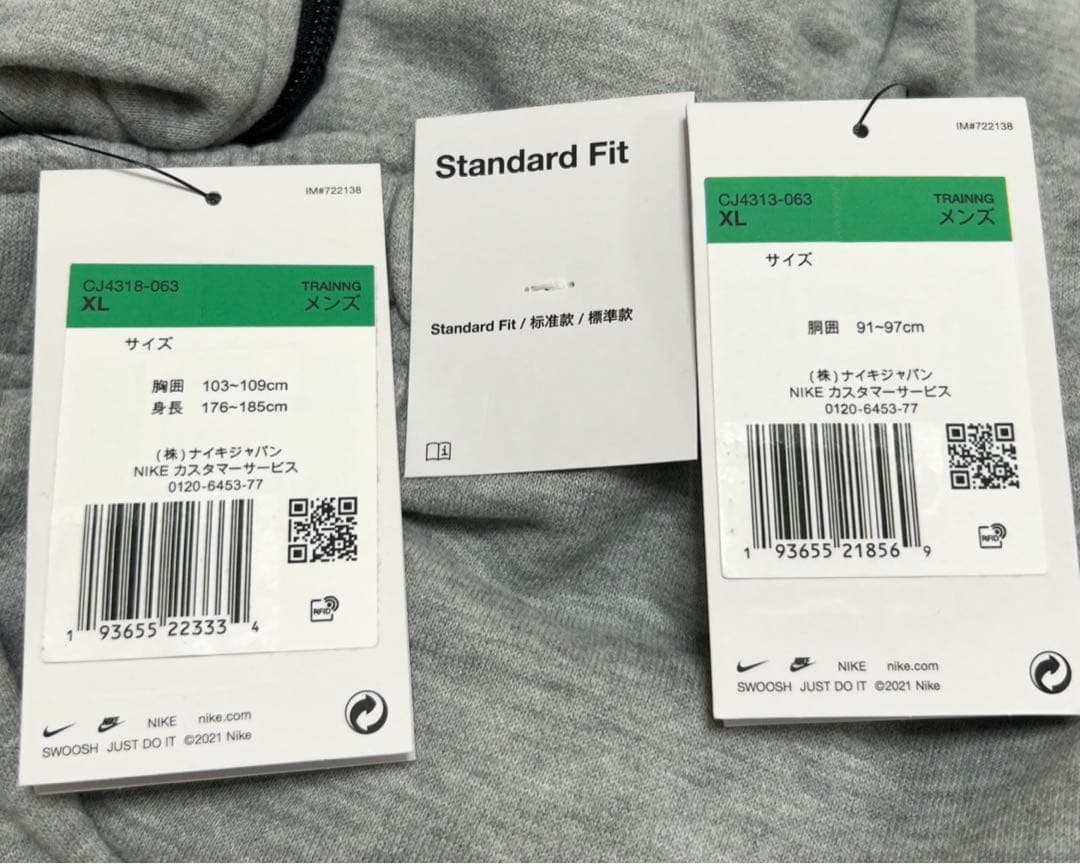 IM#722138
CJ4318-063
TRAINNG
XL
メンズ
サイズ
胸囲 103~109cm
身長 176~185cm
(株)ナイキジャパン
NIKE カスタマーサービス
0120-6453-77
RFID
1 93655 22333 4
NIKE nike.com
SWOOSH JUST DO IT ©2021 Nike
Standard Fit
Standard Fit / 标准款 / 標準款
IM#722138
CJ4313-063
TRAINNG
XL
メンズ
サイズ
胴囲 91~97cm
(株)ナイキジャパン
NIKE カスタマーサービス
0120-6453-77
RFID
1 93655 21856 9
NIKE nike.com
SWOOSH JUST DO IT ©2021 Nike